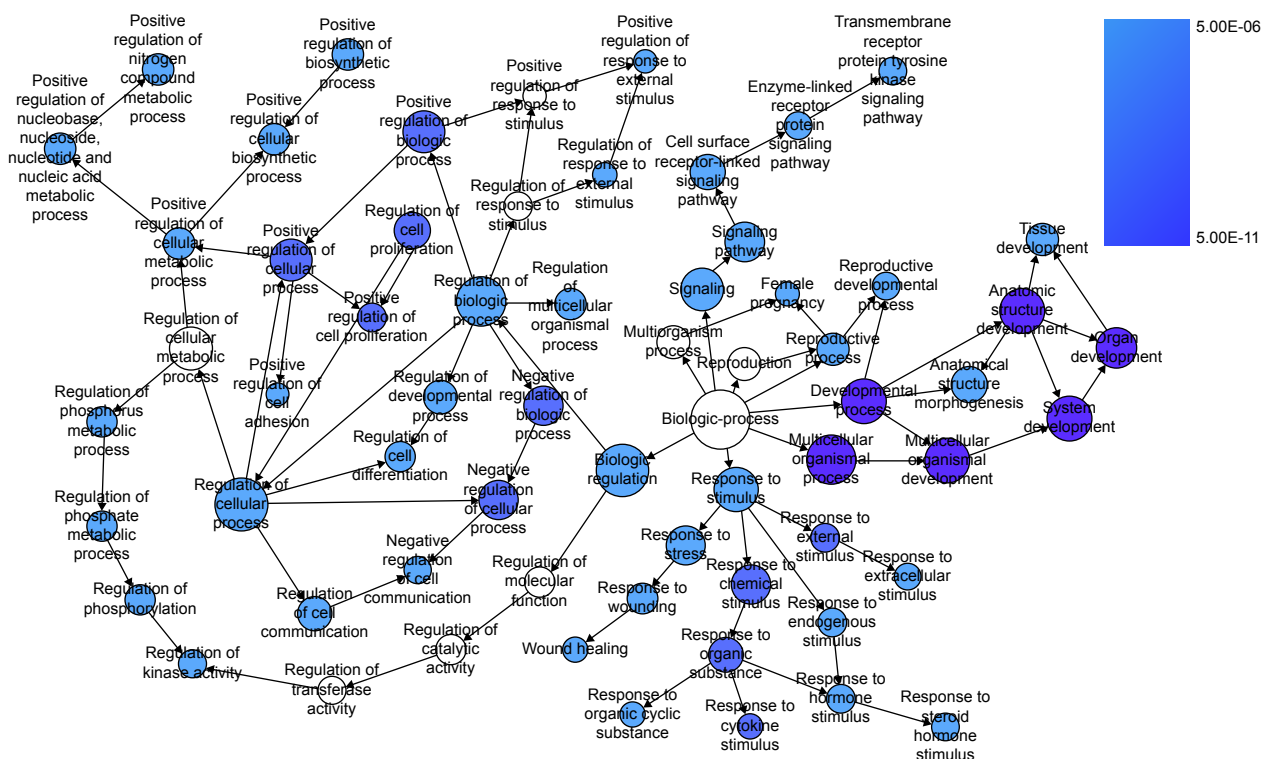 Positive
regulation of
nitrogen
compound
metabolic
process
Positive
regulation of
biosynthetic
process
Positive
regulation of
nucleobase,
nucleoside,
nucleotide and
nucleic acid
metabolic
process
Positive
regulation of
cellular
biosynthetic
process
Positive
regulation of
biologic
process
Positive
regulation of
response to
stimulus
Positive
regulation of
response to
external
stimulus
Regulation of
response to
external
stimulus
Regulation of
response to
stimulus
Positive
regulation of
cellular
metabolic
process
Positive
regulation of
cellular
process
Regulation of
cell
proliferation
Positive
regulation of
cell proliferation
Regulation of
biologic
process
Regulation
of
multicellular
organismal
process
Regulation of
cellular
metabolic
process
Positive
regulation of
cell
adhesion
Regulation of
phosphorus
metabolic
process
Regulation of
developmental
process
Negative
regulation of
biologic
process
Regulation of
cell
differentiation
Regulation of
cellular
process
Negative
regulation
of cellular
process
Regulation of
phosphate
metabolic
process
Negative
regulation
of cell
communication
Regulation of
phosphorylation
Regulation
of cell
communication
Regulation of
molecular
function
Regulation of
kinase activity
Regulation of
transferase
activity
Regulation of
catalytic
activity
Transmembrane
receptor
protein tyrosine
kinase
signaling
pathway
Enzyme-linked
receptor
protein
signaling
pathway
Cell surface
receptor-linked
signaling
pathway
Signaling
pathway
Signaling
Female
pregnancy
Reproductive
developmental
process
Multiorganism
process
Reproduction
Reproductive
process
Biologic-process
Developmental
process
Tissue
development
Anatomic
structure
development
Organ
development
Anatomical
structure
morphogenesis
System
development
Multicellular
organismal
process
Multicellular
organismal
development
Biologic
regulation
Response to
stimulus
Response to
stress
Response to
external
stimulus
Response to
extracellular
stimulus
Response to
chemical
stimulus
Response to
wounding
Response to
endogenous
stimulus
Wound healing
Response to
organic
substance
Response to
organic cyclic
substance
Response to
cytokine
stimulus
Response to
hormone
stimulus
Response to
steroid
hormone
stimulus
5.00E-06
5.00E-11